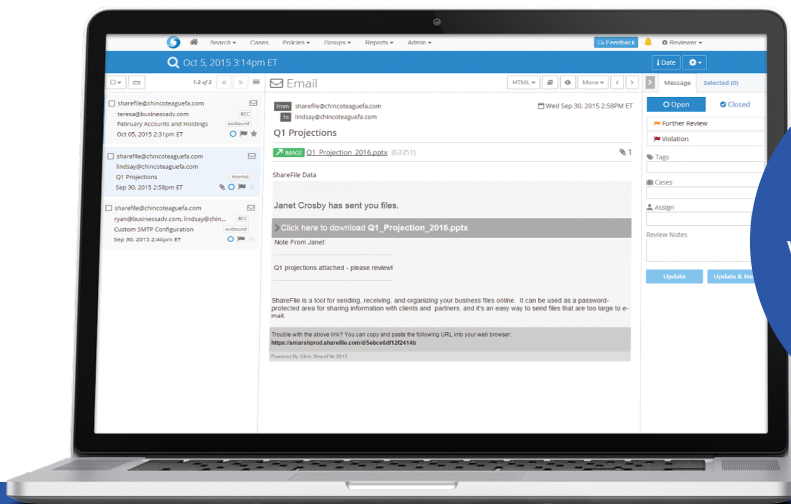 Search Cases Policies Groups Reports Admin Feedback Reviewer
Oct 5, 2015 3:14pm ET
Date
1-3 of 3
Email
HTML
More
Message
Selected (0)
sharefile@chincoteaguefa.com
teresa@businessadv.com BCC
February Accounts and Holdings outbound
Oct 05, 2015 2:31pm ET
sharefile@chincoteaguefa.com
lindsay@chincoteaguefa.com
Q1 Projections internal
Sep 30, 2015 2:58pm ET
sharefile@chincoteaguefa.com
ryan@businessadv.com, lindsay@chin... BCC
Custom SMTP Configuration outbound
Sep 30, 2015 2:40pm ET
From sharefile@chincoteaguefa.com
To lindsay@chincoteaguefa.com
Wed Sep 30, 2015 2:58PM ET
Q1 Projections
IMAGE Q1_Projection_2016.pptx (63351)
1
ShareFile Data
Janet Crosby has sent you files.
>Click here to download Q1_Projection_2016.pptx
Note From Janet:
Q1 projections attached - please review!
ShareFile is a tool for sending, receiving, and organizing your business files online. It can be used as a password-
protected area for sharing information with clients and partners, and it's an easy way to send files that are too large to e-
mail.
Trouble with the above link? You can copy and paste the following URL into your web browser:
Powered By Citrix ShareFile 2015
Open
Closed
Further Review
Violation
Tags
Cases
Assign
Review Notes
Update
Update &